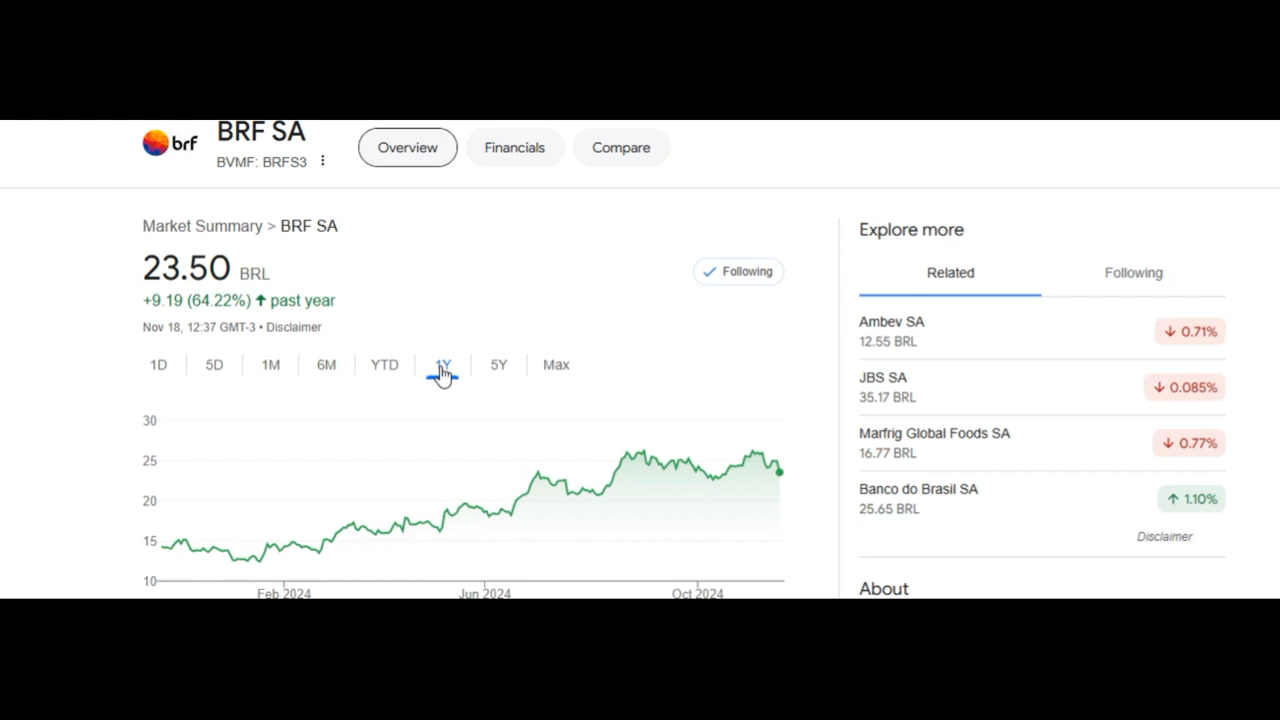 brf
BRF SA
BVMF: BRFS3
Overview
Financials
Compare
Market Summary > BRF SA
23.50 BRL
+9.19 (64.22%) ↑ past year
Nov 18, 12:37 GMT-3 • Disclaimer
Following
1D 5D 1M 6M YTD 1Y 5Y Max
30
25
20
15
10
Feb 2024 Jun 2024 Oct 2024
Explore more
Related Following
Ambev SA
12.55 BRL
↓ 0.71%
JBS SA
35.17 BRL
↓ 0.085%
Marfrig Global Foods SA
16.77 BRL
↓ 0.77%
Banco do Brasil SA
25.65 BRL
↑ 1.10%
Disclaimer
About